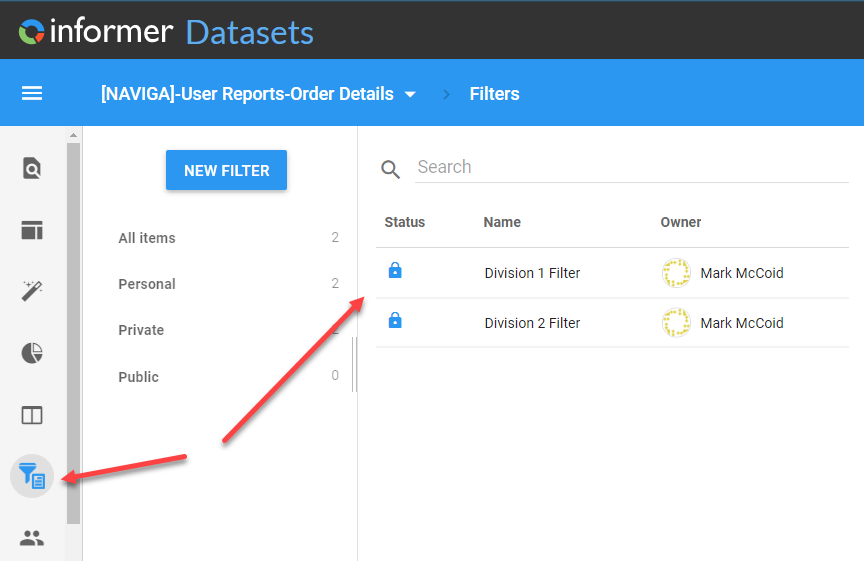 informer Datasets
[NAVIGA]-User Reports-Order Details > Filters
NEW FILTER
Search
All items 2
Personal 2
Private
Public 0
Status Name Owner
Division 1 Filter Mark McCoid
Division 2 Filter Mark McCoid